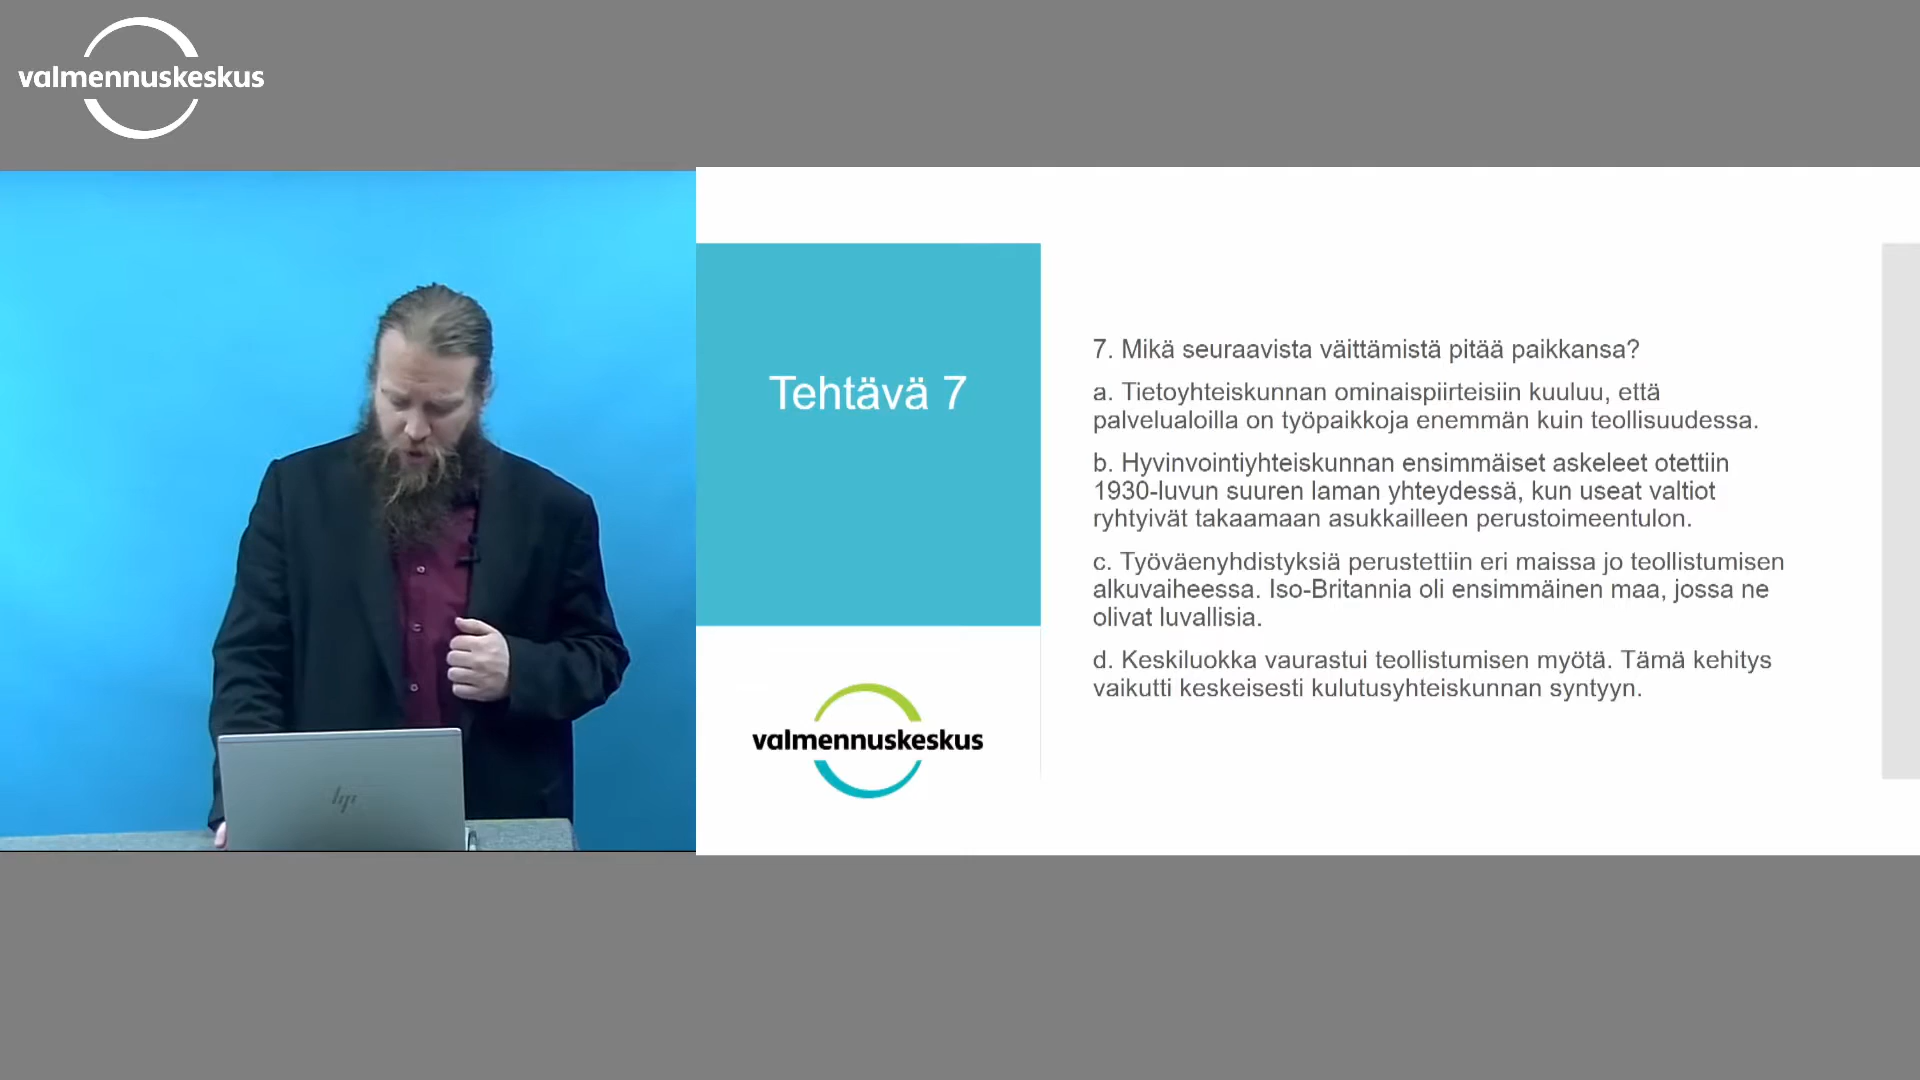 valmennuskeskus
Tehtävä 7
valmennuskeskus
7. Mikä seuraavista väittämistä pitää paikkansa?
a. Tietoyhteiskunnan ominaispiirteisiin kuuluu, että
palvelualoilla on työpaikkoja enemmän kuin teollisuudessa.
b. Hyvinvointiyhteiskunnan ensimmäiset askeleet otettiin
1930-luvun suuren laman yhteydessä, kun useat valtiot
ryhtyivät takaamaan asukkailleen perustoimeentulon.
c. Työväenyhdistyksiä perustettiin eri maissa jo teollistumisen
alkuvaiheessa. Iso-Britannia oli ensimmäinen maa, jossa ne
olivat luvallisia.
d. Keskiluokka vaurastui teollistumisen myötä. Tämä kehitys
vaikutti keskeisesti kulutusyhteiskunnan syntyyn.
hp